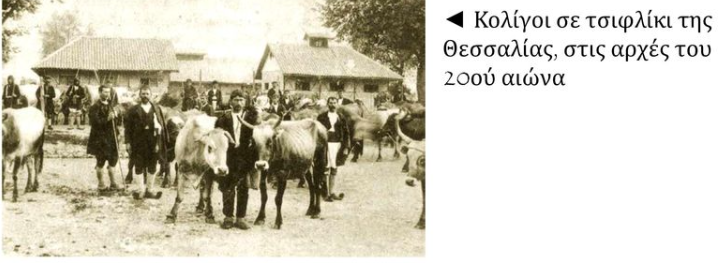 ◄ Κολίγοι σε τσιφλίκι της
Θεσσαλίας, στις αρχές του
20ού αιώνα